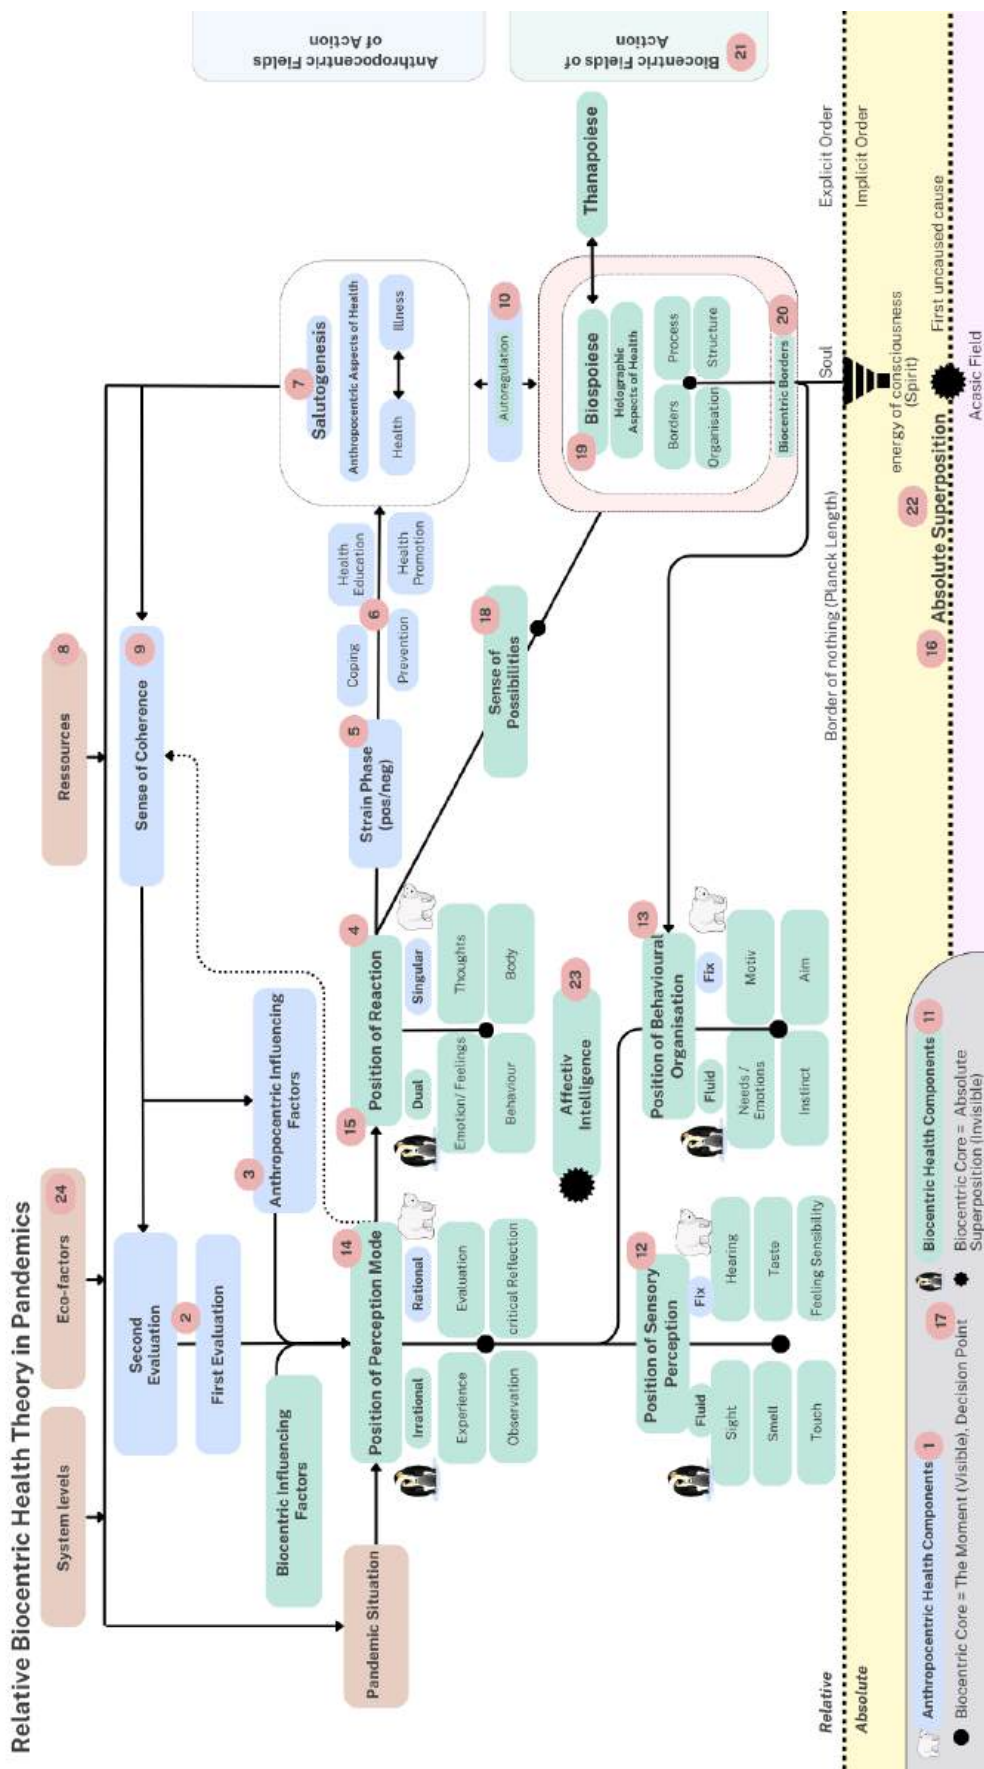 Relative Biocentric Health Theory in Pandemics
System levels
Eco-factors
24
Ressources
8
Second
Evaluation
2
First Evaluation
Sense of Coherence
9
3
Anthropocentric Influencing
Factors
Biocentric Influencing
Factors
Pandemic Situation
Position of Perception Mode
14
Irrational
Rational
Experience
Evaluation
Observation
critical Reflection
15
Position of Reaction
4
Dual
Singular
Emotion/ Feelings
Thoughts
Behaviour
Body
Strain Phase
(pos/neg)
5
Coping
Health
Education
6
Prevention
Health
Promotion
7
Salutogenesis
Anthropocentric Aspects of Health
Health
Illness
Autoregulation
10
Anthropocentric Fields
of Action
Biocentric Fields of
Action
21
Sense of
Possibilities
18
19
Biospoiese
Holographic
Aspects of Health
Borders
Process
Organisation
Structure
Biocentric Borders
20
Thanapoiese
Affectiv
Intelligence
23
Position of Sensory
Perception
12
Fluid
Fix
Sight
Hearing
Smell
Taste
Touch
Feeling Sensibility
Position of Behavioural
Organisation
13
Fluid
Fix
Needs /
Emotions
Motiv
Instinct
Aim
Relative
Border of nothing (Planck Length)
Soul
Explicit Order
Absolute
Implicit Order
energy of consciousness
(Spirit)
22
16
Absolute Superposition
First uncaused cause
Acasic Field
Anthropocentric Health Components
1
Biocentric Health Components
11
Biocentric Core = The Moment (Visible), Decision Point
17
Biocentric Core = Absolute
Superposition (Invisible)